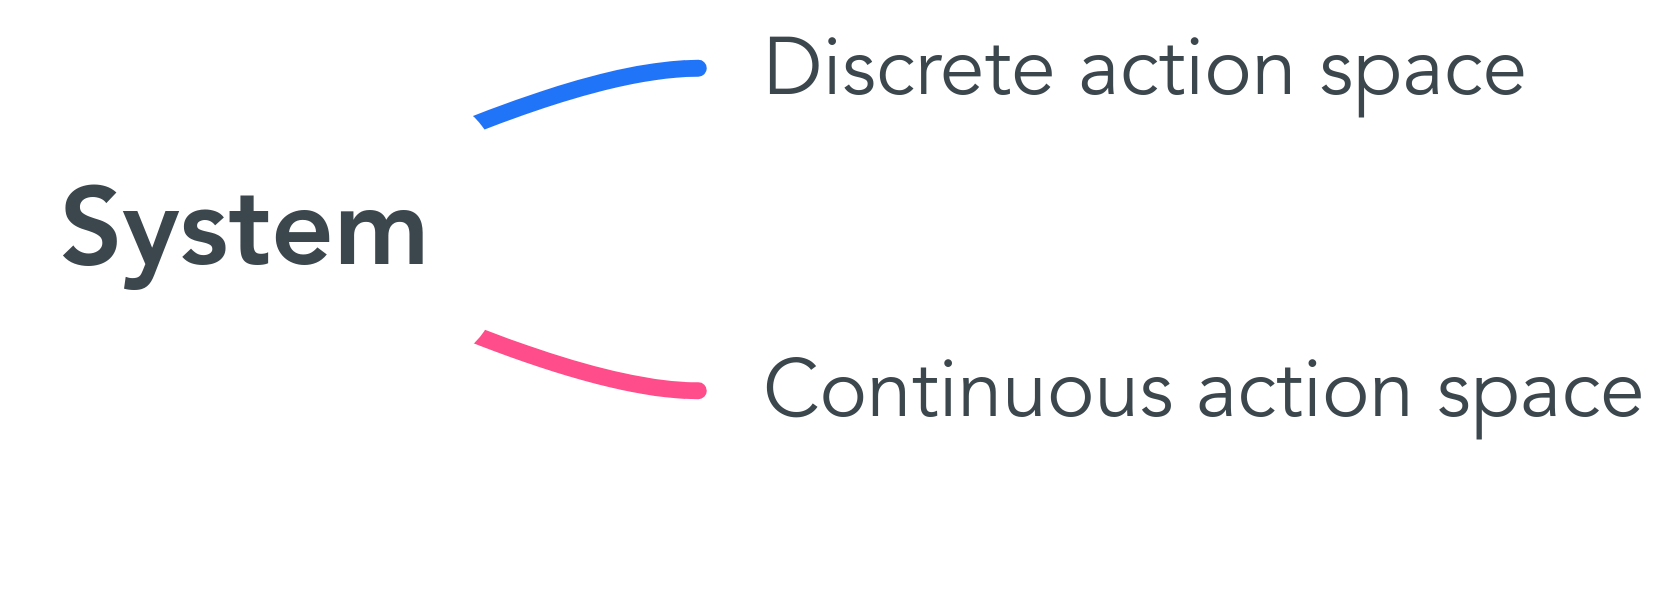 Discrete action space
System
Continuous action space